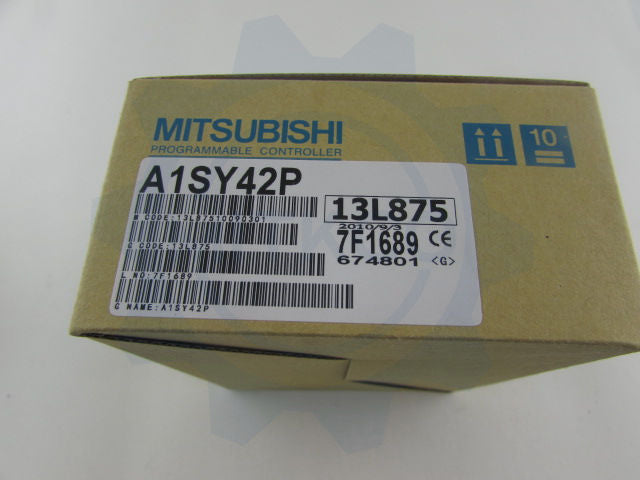 MITSUBISHI
PROGRAMMABLE CONTROLLER
10
A1SY42P
M CODE:13L87510090301
13L875
2010/9/3
G CODE:13L875
7F1689 CE
674801 <G>
L NO:7F1689
G NAME:A1SY42P